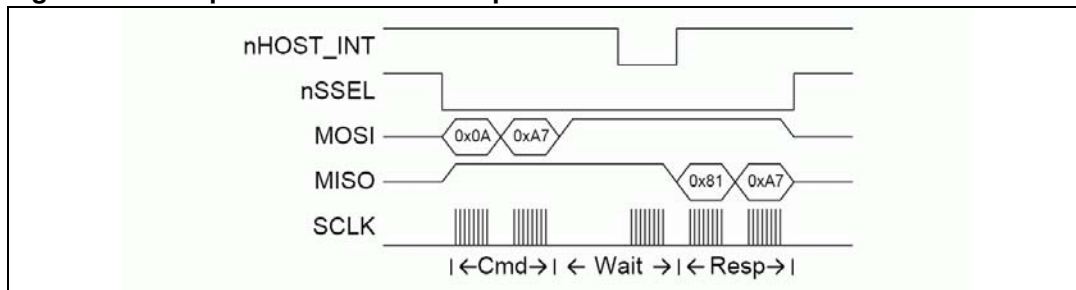 nHOST_INT
nSSEL
MOSI 0x0A 0xA7
MISO 0x81 0xA7
SCLK
|←Cmd→| ← Wait →|←Resp→|